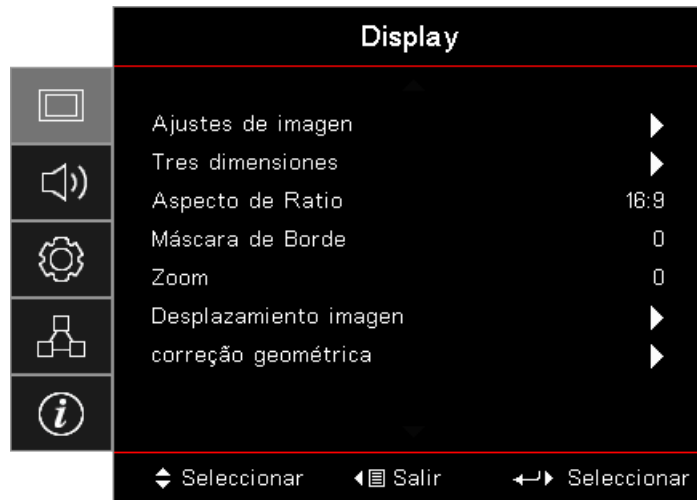 Display
Ajustes de imagen
Tres dimensiones
Aspecto de Ratio 16:9
Máscara de Borde 0
Zoom 0
Desplazamiento imagen
correção geométrica
Seleccionar Salir Seleccionar